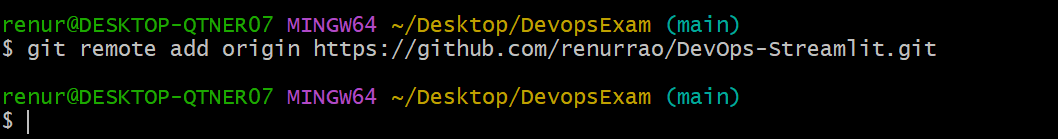 renur@DESKTOP-QTNER07 MINGW64 ~/Desktop/DevopsExam (main)
$ git remote add origin https://github.com/renurrao/DevOps-Streamlit.git
renur@DESKTOP-QTNER07 MINGW64 ~/Desktop/DevopsExam (main)
$